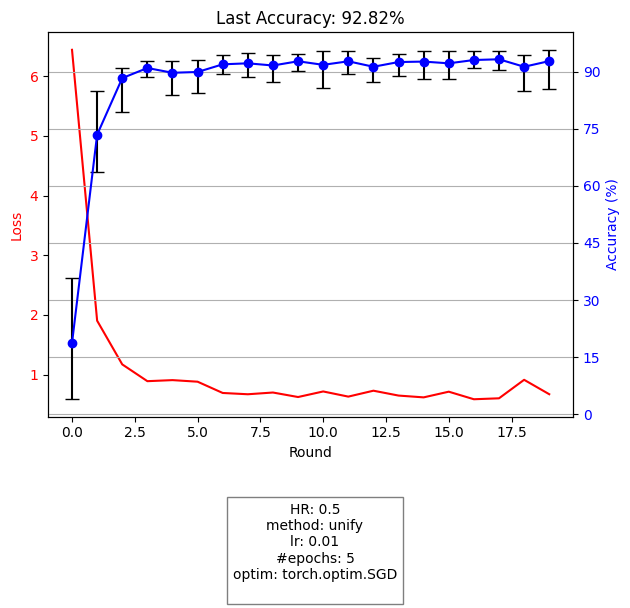 Last Accuracy: 92.82%
6
5
4
3
2
1
Loss
90
75
60
45
30
15
0
Accuracy (%)
0.0 2.5 5.0 7.5 10.0 12.5 15.0 17.5
Round
HR: 0.5
method: unify
lr: 0.01
#epochs: 5
optim: torch.optim.SGD